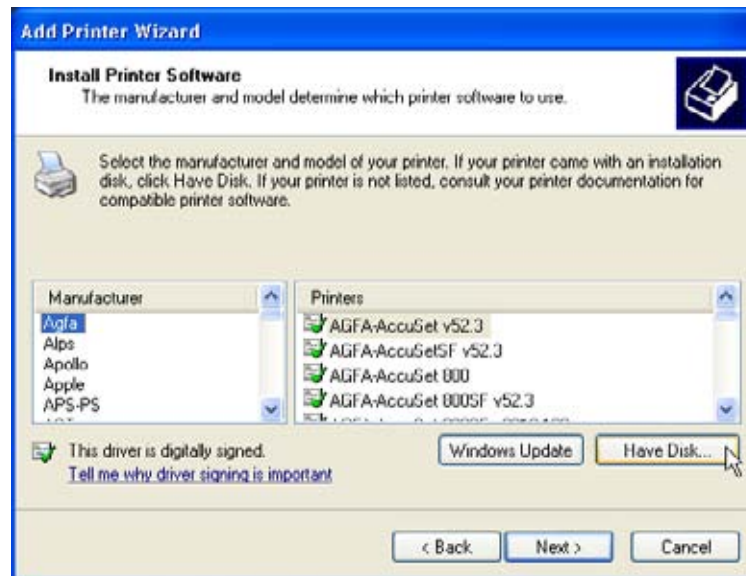 Add Printer Wizard
Install Printer Software
The manufacturer and model determine which printer software to use.
Select the manufacturer and model of your printer. If your printer came with an installation
disk, click Have Disk. If your printer is not listed, consult your printer documentation for
compatible printer software.
Manufacturer
Agfa
Alps
Apollo
Apple
APS-PS
Printers
AGFA-AccuSet v52.3
AGFA-AccuSetSF v52.3
AGFA-AccuSet 800
AGFA-AccuSet 800SF v52.3
This driver is digitally signed.
Tell me why driver signing is important
Windows Update
Have Disk...
< Back
Next >
Cancel